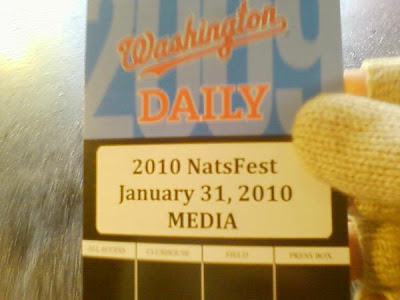 2009
Washington
DAILY
2010 NatsFest
January 31, 2010
MEDIA
ALL ACCESS CLUBHOUSE FIELD PRESS BOX